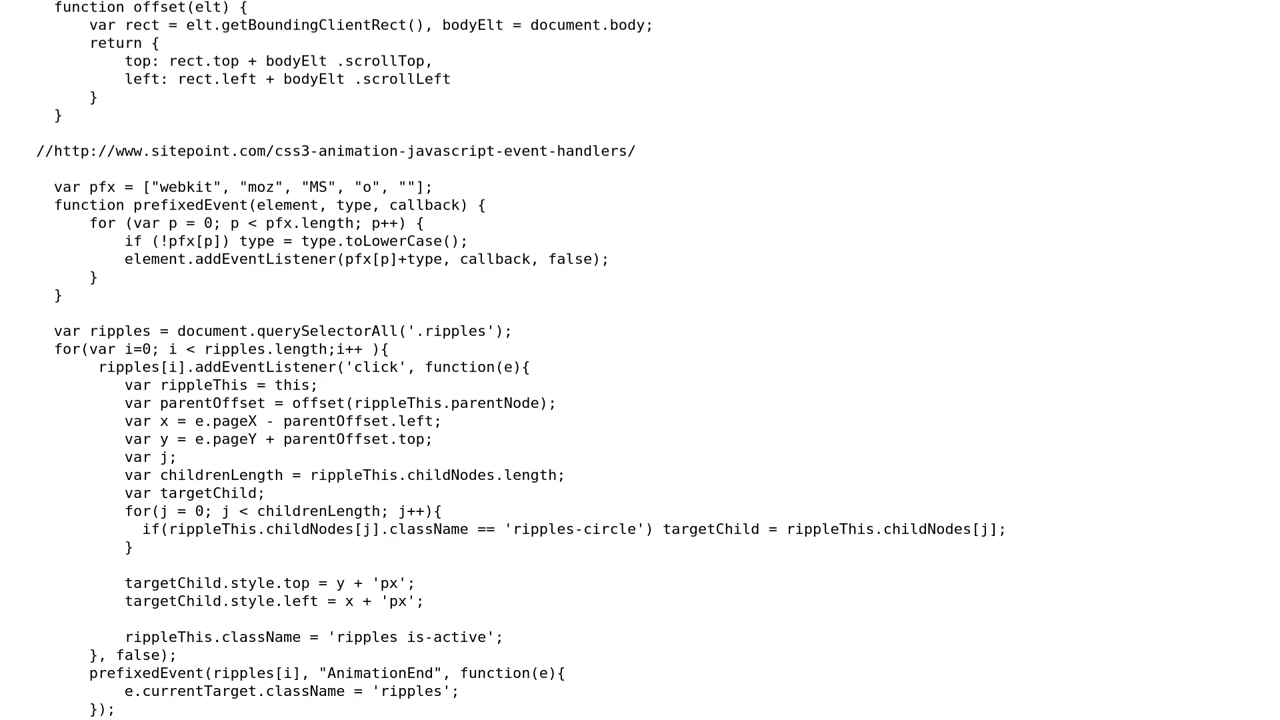 function offset(elt) {
var rect = elt.getBoundingClientRect(), bodyElt = document.body;
return {
top: rect.top + bodyElt .scrollTop,
left: rect.left + bodyElt .scrollLeft
}
}
//http://www.sitepoint.com/css3-animation-javascript-event-handlers/
var pfx = ["webkit", "moz", "MS", "o", ""];
function prefixedEvent(element, type, callback) {
for (var p = 0; p < pfx.length; p++) {
if (!pfx[p]) type = type.toLowerCase();
element.addEventListener(pfx[p]+type, callback, false);
}
}
var ripples = document.querySelectorAll('.ripples');
for(var i=0; i < ripples.length;i++ ){
ripples[i].addEventListener('click', function(e){
var rippleThis = this;
var parentOffset = offset(rippleThis.parentNode);
var x = e.pageX - parentOffset.left;
var y = e.pageY + parentOffset.top;
var j;
var childrenLength = rippleThis.childNodes.length;
var targetChild;
for(j = 0; j < childrenLength; j++){
if(rippleThis.childNodes[j].className == 'ripples-circle') targetChild = rippleThis.childNodes[j];
}
targetChild.style.top = y + 'px';
targetChild.style.left = x + 'px';
rippleThis.className = 'ripples is-active';
}, false);
prefixedEvent(ripples[i], "AnimationEnd", function(e){
e.currentTarget.className = 'ripples';
});